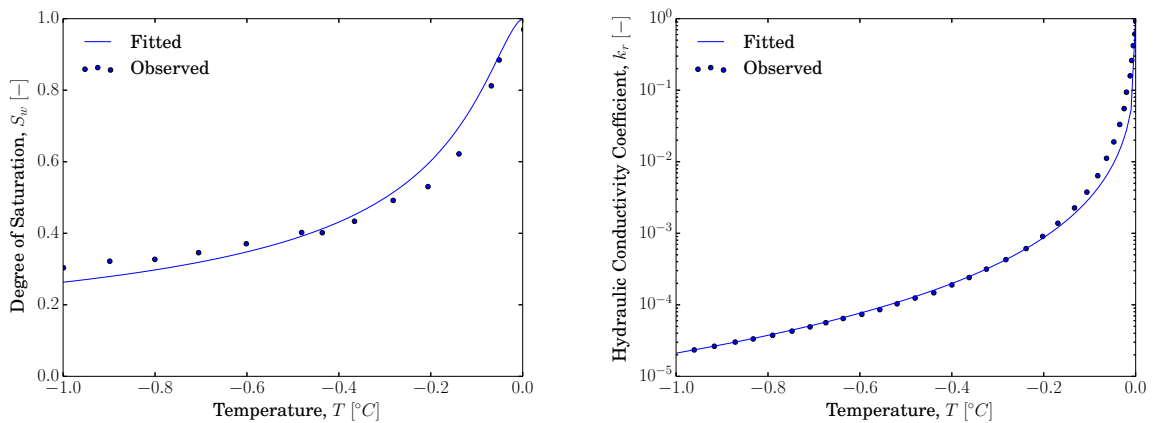 1.0
0.8
0.6
0.4
0.2
0.0
Degree of Saturation, S_w [−]
Fitted
Observed
−1.0 −0.8 −0.6 −0.4 −0.2 0.0
Temperature, T [°C]
10^0
10^−1
10^−2
10^−3
10^−4
10^−5
Hydraulic Conductivity Coefficient, k_r [−]
Fitted
Observed
−1.0 −0.8 −0.6 −0.4 −0.2 0.0
Temperature, T [°C]